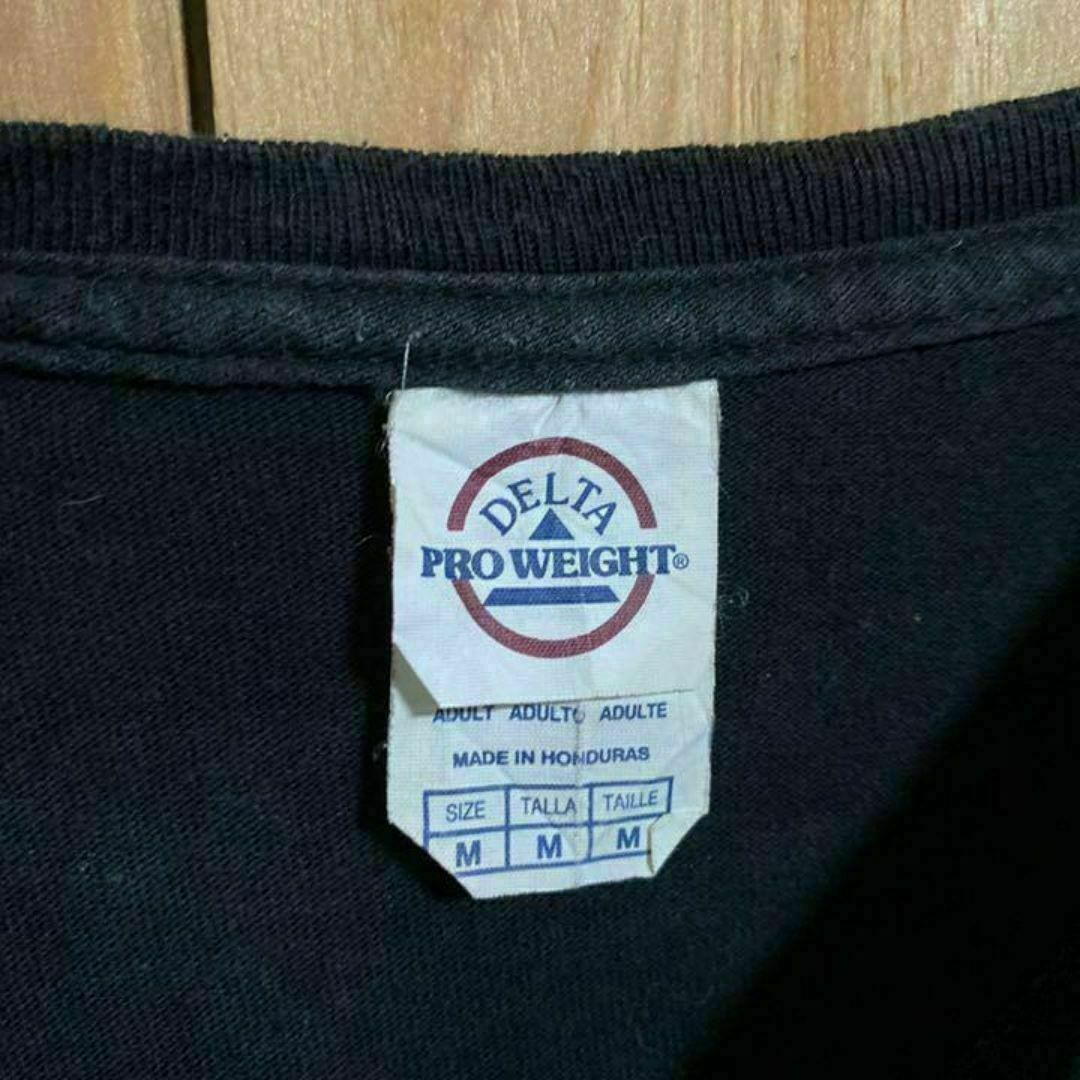 DELTA
PRO WEIGHT®
ADULT ADULTO ADULTE
MADE IN HONDURAS
SIZE TALLA TAILLE
M M M